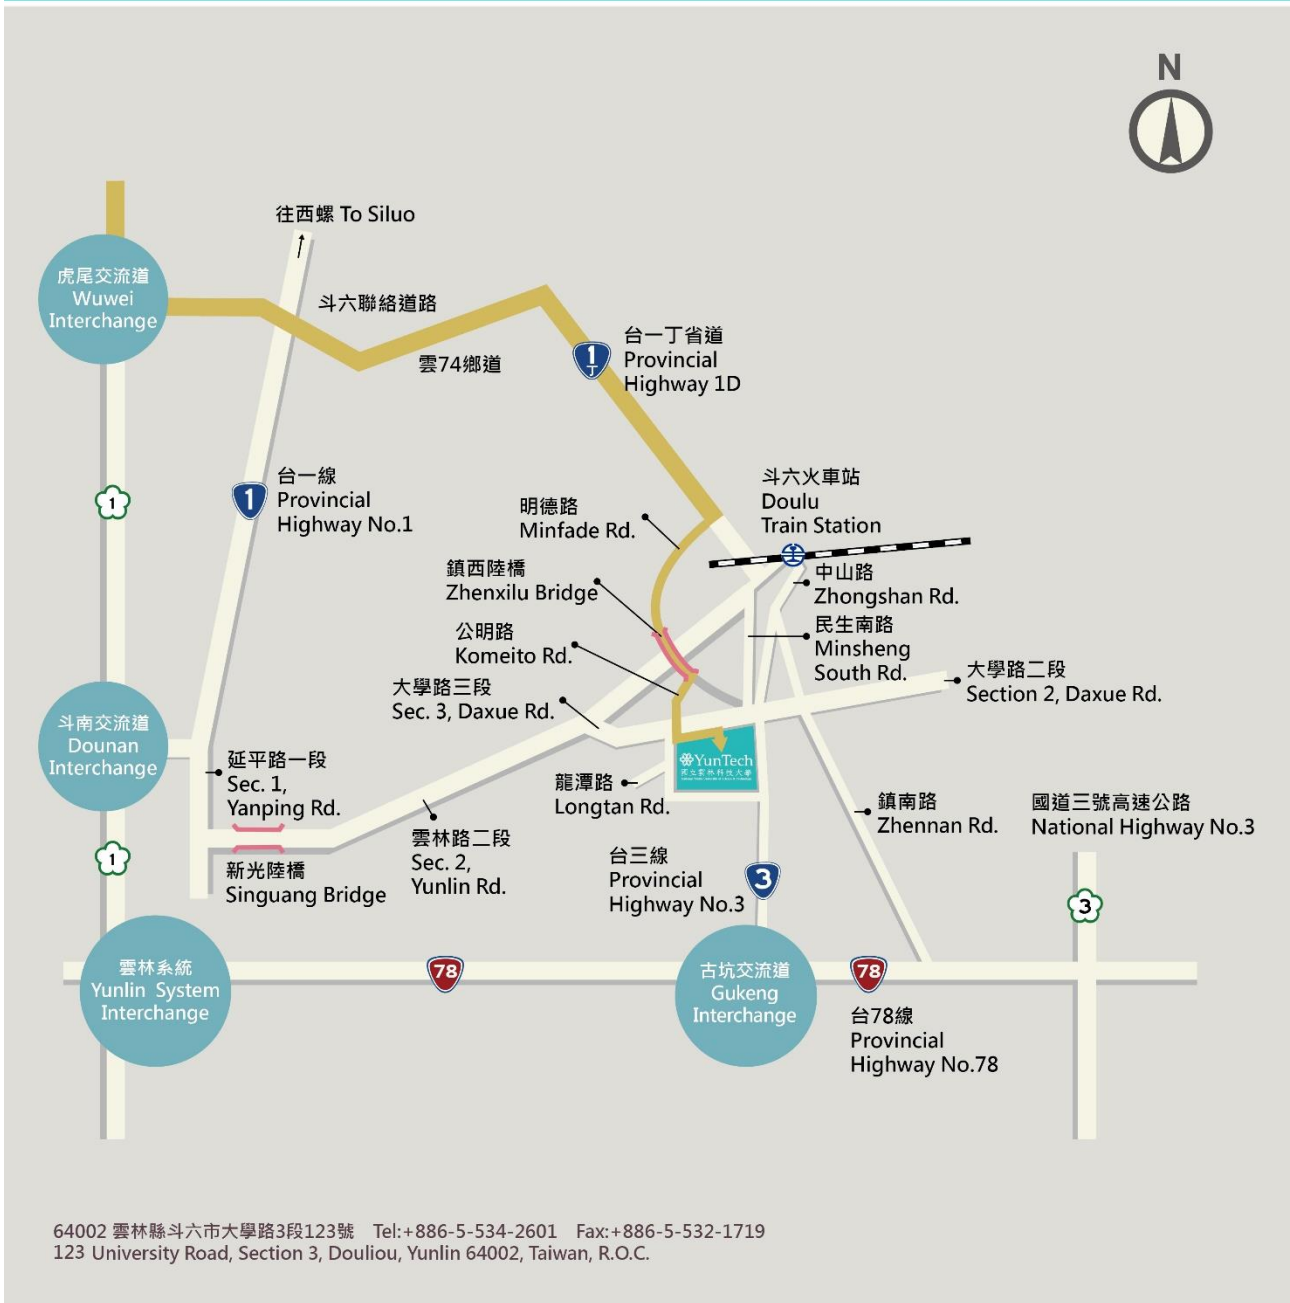 N
往西螺 To Siluo
虎尾交流道
Wuwei
Interchange
斗六聯絡道路
雲74鄉道
1
丁
台一丁省道
Provincial
Highway 1D
1
1
台一線
Provincial
Highway No.1
斗六火車站
Doulu
Train Station
明德路
Minfade Rd.
鎮西陸橋
Zhenxilu Bridge
中山路
Zhongshan Rd.
公明路
Komeito Rd.
民生南路
Minsheng
South Rd.
大學路三段
Sec. 3, Daxue Rd.
大學路二段
Section 2, Daxue Rd.
斗南交流道
Dounan
Interchange
延平路一段
Sec. 1,
Yanping Rd.
YunTech
國立雲林科技大學
龍潭路
Longtan Rd.
鎮南路
Zhennan Rd.
國道三號高速公路
National Highway No.3
1
雲林路二段
Sec. 2,
Yunlin Rd.
新光陸橋
Singuang Bridge
台三線
Provincial
Highway No.3
3
3
雲林系統
Yunlin System
Interchange
78
古坑交流道
Gukeng
Interchange
78
台78線
Provincial
Highway No.78
64002 雲林縣斗六市大學路3段123號 Tel:+886-5-534-2601 Fax:+886-5-532-1719
123 University Road, Section 3, Douliou, Yunlin 64002, Taiwan, R.O.C.